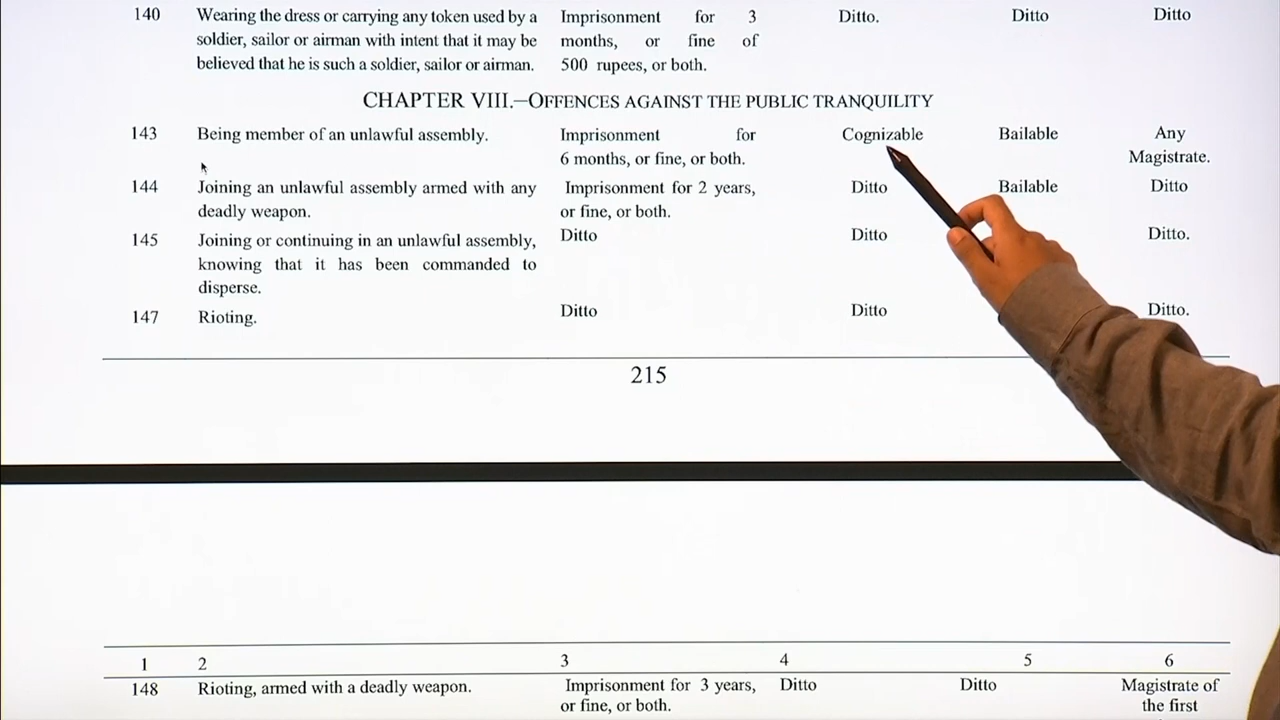 140 Wearing the dress or carrying any token used by a Imprisonment for 3 Ditto. Ditto Ditto
soldier, sailor or airman with intent that it may be months, or fine of
believed that he is such a soldier, sailor or airman. 500 rupees, or both.
CHAPTER VIII.—OFFENCES AGAINST THE PUBLIC TRANQUILITY
143 Being member of an unlawful assembly. Imprisonment for Cognizable Bailable Any
6 months, or fine, or both. Magistrate.
144 Joining an unlawful assembly armed with any Imprisonment for 2 years, Ditto Bailable Ditto
deadly weapon. or fine, or both.
145 Joining or continuing in an unlawful assembly, Ditto Ditto Ditto.
knowing that it has been commanded to
disperse.
147 Rioting. Ditto Ditto Ditto.
215
1 2 3 4 5 6
148 Rioting, armed with a deadly weapon. Imprisonment for 3 years, Ditto Ditto Magistrate of
or fine, or both. the first